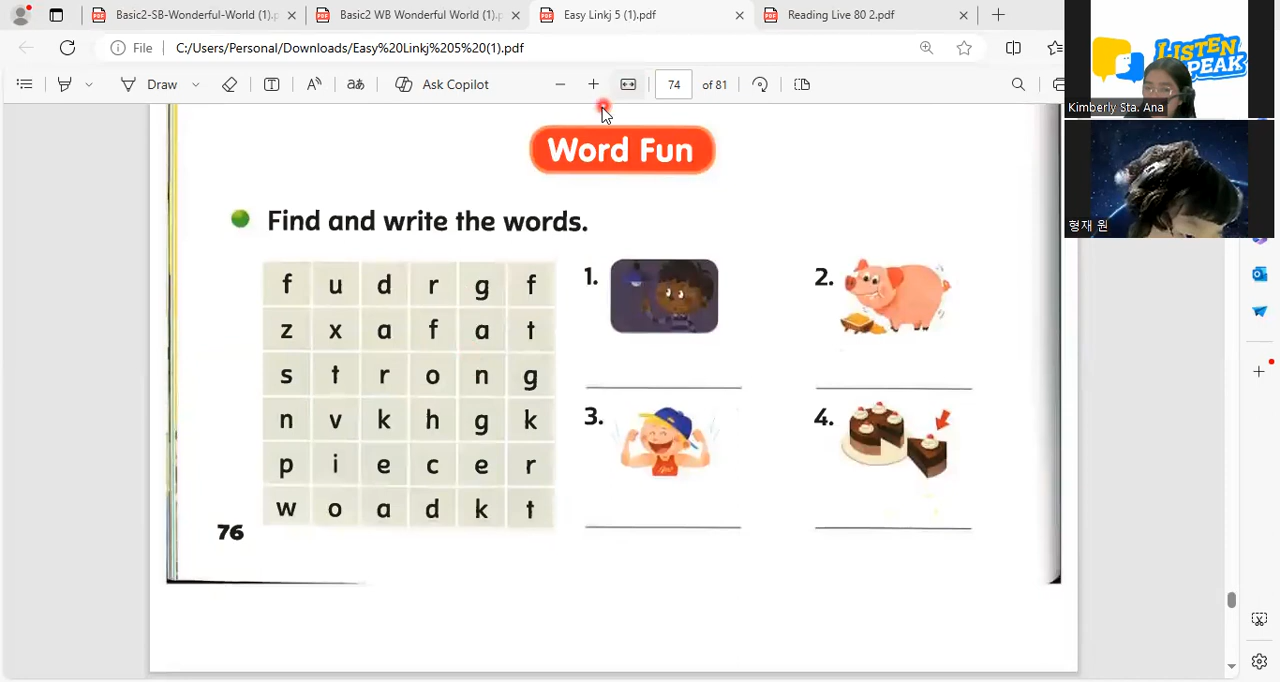 Basic2-SB-Wonderful-World (1).p
Basic2 WB Wonderful World (1).p
Easy Linkj 5 (1).pdf
Reading Live 80 2.pdf
File
C:/Users/Personal/Downloads/Easy%20Linkj%205%20(1).pdf
Draw
aあ
Ask Copilot
74 of 81
LISTEN
SPEAK
Kimberly Sta. Ana
형재 원
Word Fun
Find and write the words.
f u d r g f
z x a f a t
s t r o n g
n v k h g k
p i e c e r
w o a d k t
1.
2.
3.
4.
76